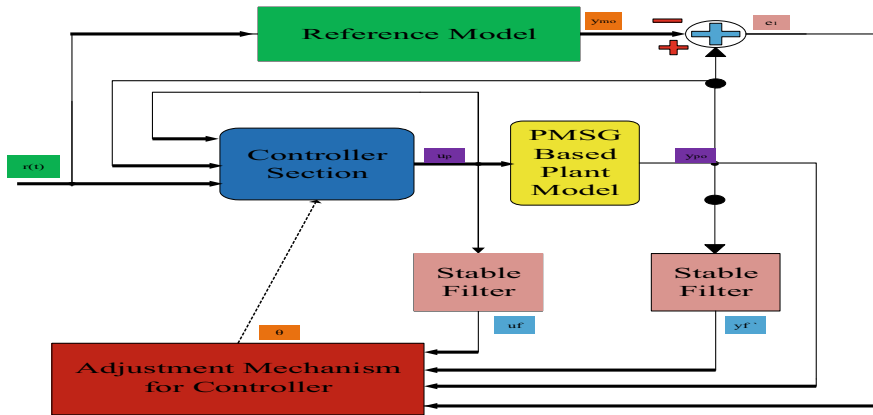 Reference Model
ymo
e1
r(t)
Controller
Section
up
PMSG
Based
Plant
Model
ypo
Stable
Filter
Stable
Filter
θ
uf
yf '
Adjustment Mechanism
for Controller